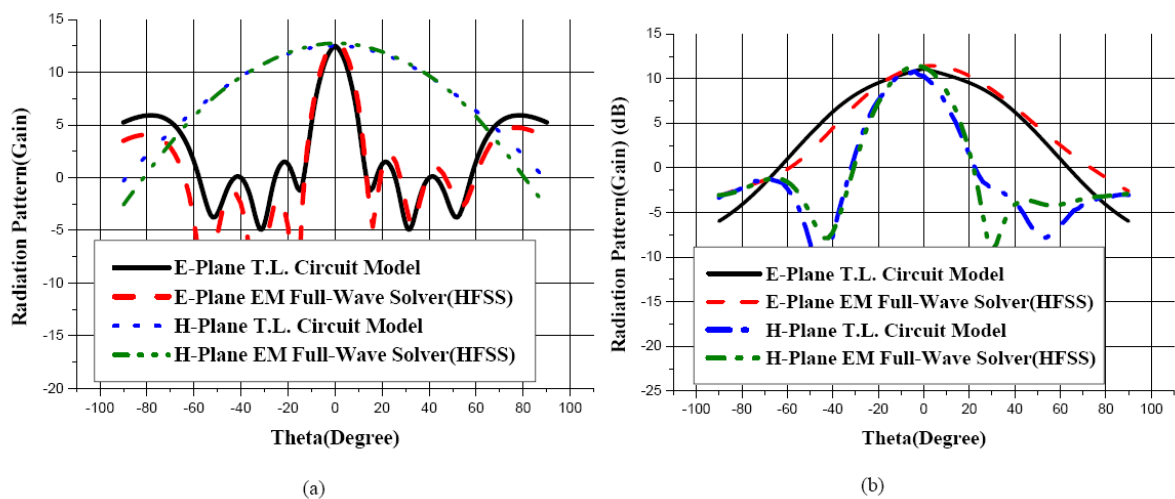 15
10
5
0
-5
-10
-15
-20
-100 -80 -60 -40 -20 0 20 40 60 80 100
Radiation Pattern(Gain)
Theta(Degree)
E-Plane T.L. Circuit Model
E-Plane EM Full-Wave Solver(HFSS)
H-Plane T.L. Circuit Model
H-Plane EM Full-Wave Solver(HFSS)
(a)
15
10
5
0
-5
-10
-15
-20
-25
-100 -80 -60 -40 -20 0 20 40 60 80 100
Radiation Pattern(Gain) (dB)
Theta(Degree)
E-Plane T.L. Circuit Model
E-Plane EM Full-Wave Solver(HFSS)
H-Plane T.L. Circuit Model
H-Plane EM Full-Wave Solver(HFSS)
(b)